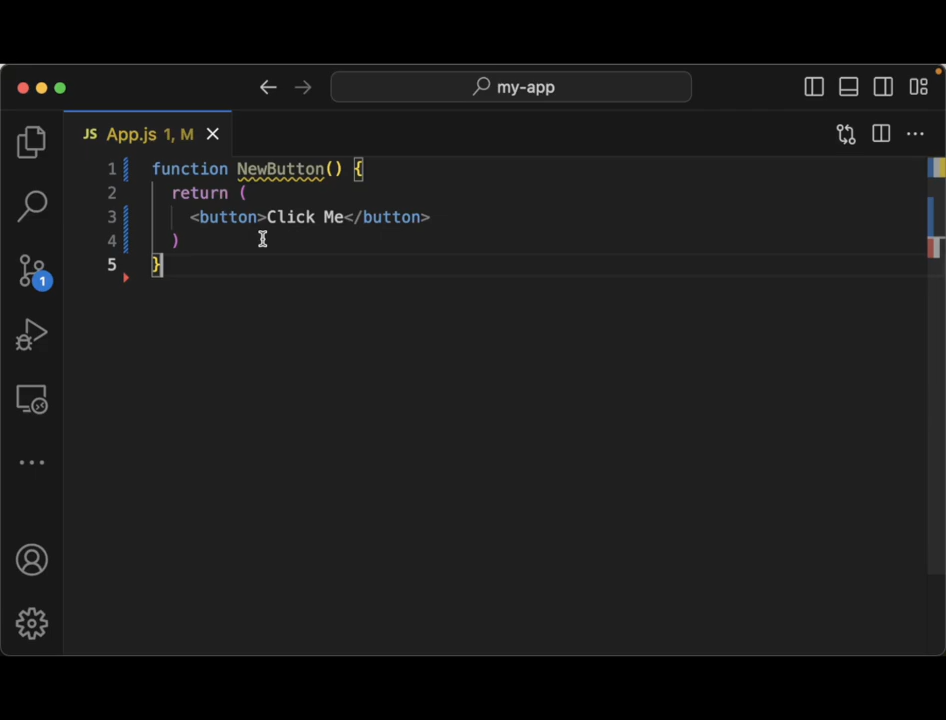 my-app
JS App.js 1, M
1 function NewButton() {
2 return (
3 <button>Click Me</button>
4 )
5 }
1